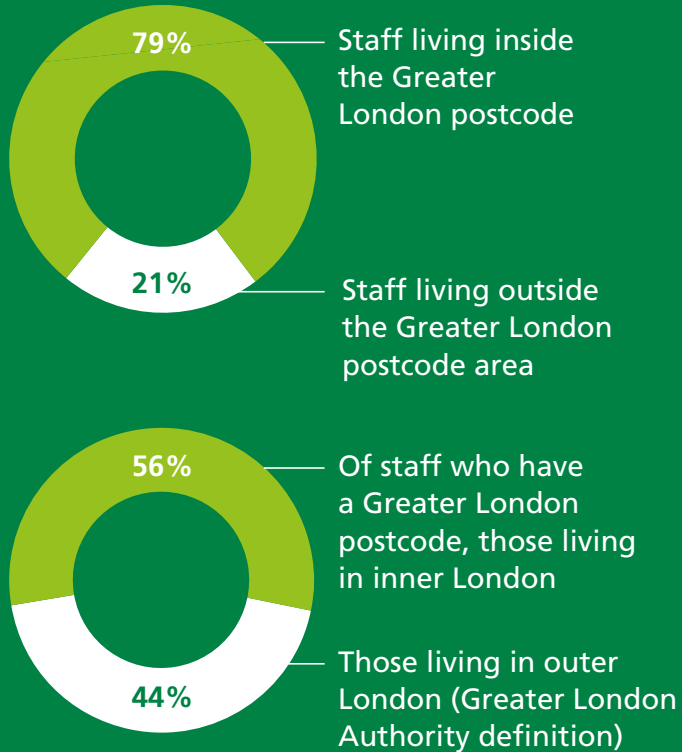 79%
Staff living inside
the Greater
London postcode
21%
Staff living outside
the Greater London
postcode area
56%
Of staff who have
a Greater London
postcode, those living
in inner London
44%
Those living in outer
London (Greater London
Authority definition)